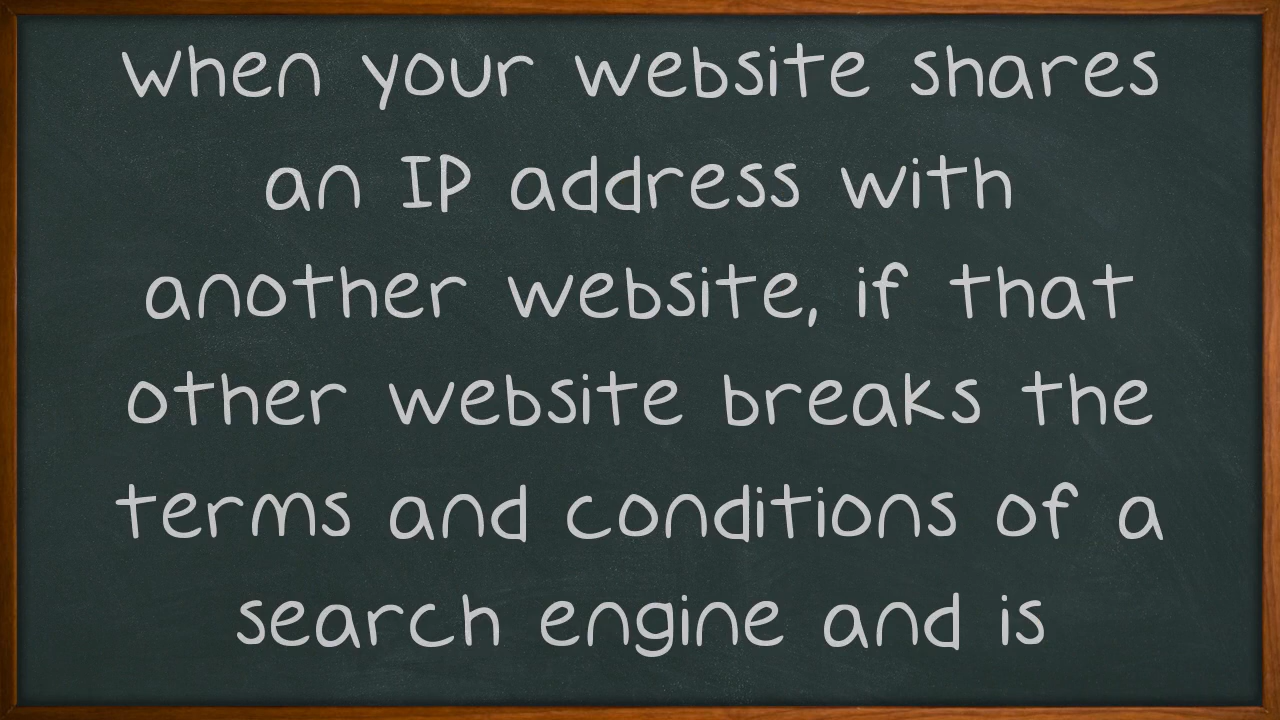 when your website shares
an IP address with
another website, if that
other website breaks the
terms and conditions of a
search engine and is